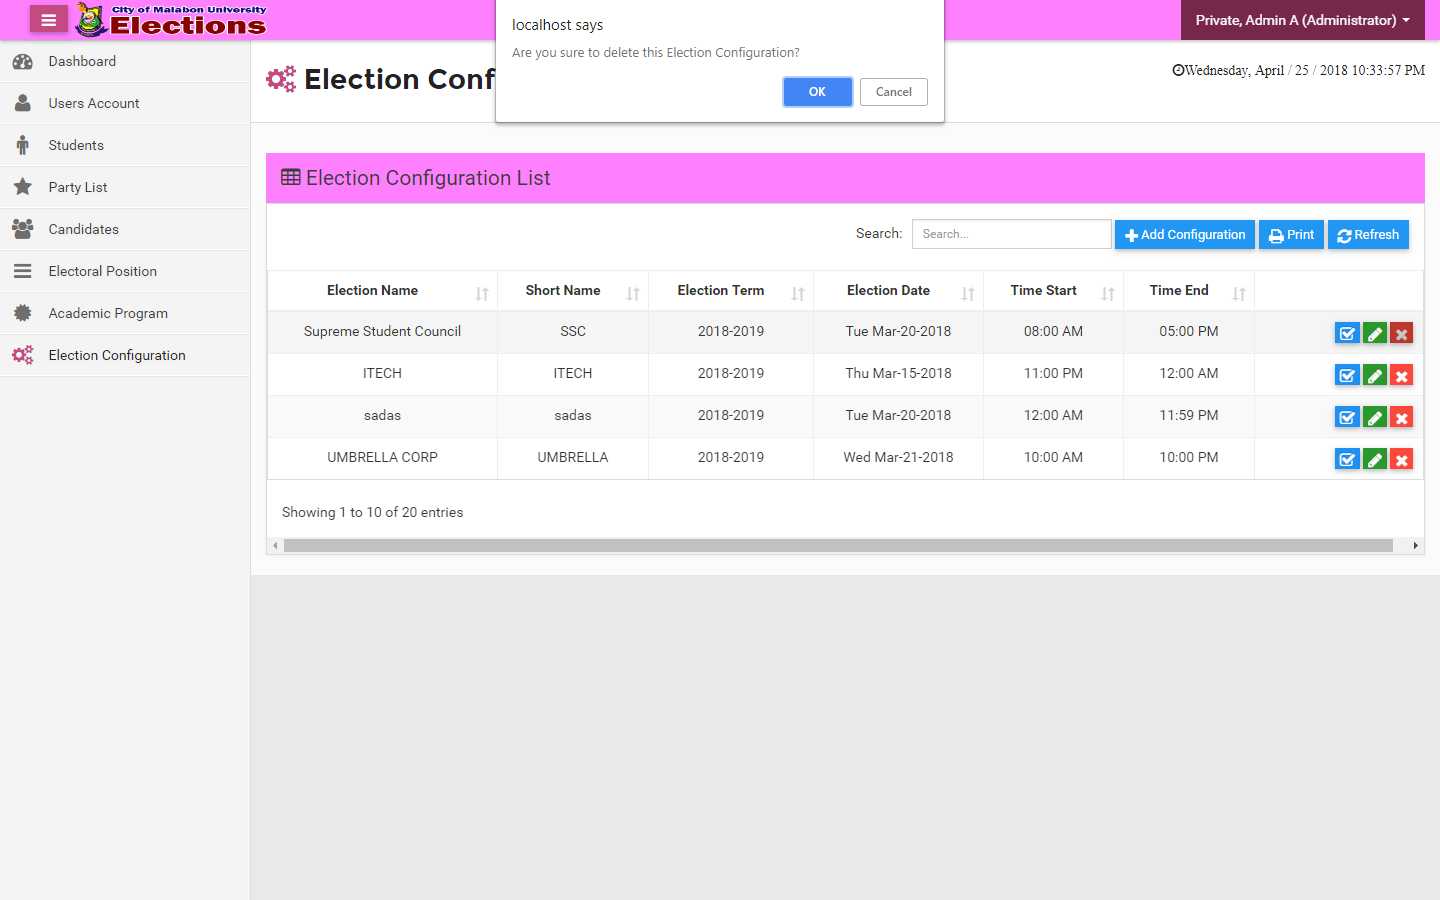 City of Malabon University
Elections
localhost says
Are you sure to delete this Election Configuration?
OK
Cancel
Private, Admin A (Administrator)
Dashboard
Users Account
Students
Party List
Candidates
Electoral Position
Academic Program
Election Configuration
Election Conf
Wednesday, April / 25 / 2018 10:33:57 PM
Election Configuration List
Search: Search... Add Configuration Print Refresh
Election Name Short Name Election Term Election Date Time Start Time End
Supreme Student Council SSC 2018-2019 Tue Mar-20-2018 08:00 AM 05:00 PM
ITECH ITECH 2018-2019 Thu Mar-15-2018 11:00 PM 12:00 AM
sadas sadas 2018-2019 Tue Mar-20-2018 12:00 AM 11:59 PM
UMBRELLA CORP UMBRELLA 2018-2019 Wed Mar-21-2018 10:00 AM 10:00 PM
Showing 1 to 10 of 20 entries